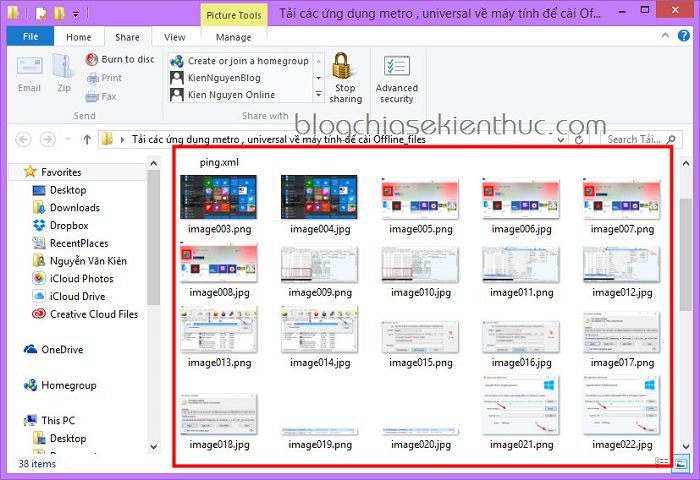 Picture Tools
Tải các ứng dụng metro , universal về máy tính để cài Of...
File
Home
Share
View
Manage
Email
Zip
Burn to disc
Print
Fax
Send
Create or join a homegroup
KienNguyenBlog
Kien Nguyen Online
Share with
Stop sharing
Advanced security
blogchiasekienthuc.com
Tải các ứng dụng metro , universal về máy tính để cài Offline_files
Search Tả...
Favorites
Desktop
Downloads
Dropbox
RecentPlaces
Nguyễn Văn Kiên
iCloud Photos
iCloud Drive
Creative Cloud Files
OneDrive
Homegroup
This PC
Desktop
Documents
ping.xml
image003.png
image004.jpg
image005.png
image006.jpg
image007.png
image008.jpg
image009.png
image010.jpg
image011.png
image012.jpg
image013.png
image014.jpg
image015.png
image016.jpg
image017.png
image018.jpg
image019.png
image020.jpg
image021.png
image022.jpg
38 items